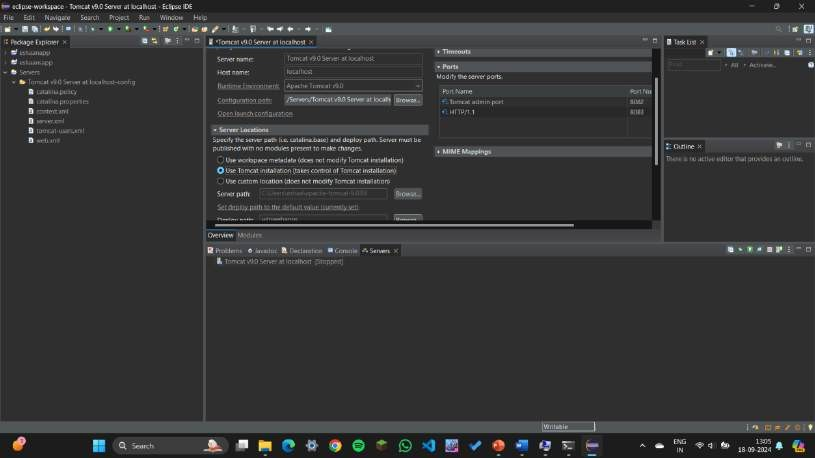 eclipse-workspace - Tomcat v9.0 Server at localhost - Eclipse IDE
File Edit Navigate Search Project Run Window Help
Package Explorer
Servers
Tomcat v9.0 Server at localhost-config
catalina.policy
catalina.properties
context.xml
server.xml
tomcat-users.xml
web.xml
*Tomcat v9.0 Server at localhost
Server name: Tomcat v9.0 Server at localhost
Host name: localhost
Runtime Environment: Apache Tomcat v9.0
Configuration path: /Servers/Tomcat v9.0 Server at localh Browse...
Open launch configuration
Server Locations
Specify the server path (i.e. catalina.base) and deploy path. Server must be
published with no modules present to make changes.
Use workspace metadata (does not modify Tomcat installation)
Use Tomcat installation (takes control of Tomcat installation)
Use custom location (does not modify Tomcat installation)
Server path: Browse...
Set deploy path to the default value (currently set)
Deploy path: Browse...
Timeouts
Ports
Modify the server ports.
Port Name Port Nu
Tomcat admin port 8082
HTTP/1.1 8083
MIME Mappings
Overview Modules
Problems Javadoc Declaration Console Servers
Tomcat v9.0 Server at localhost [Stopped]
Task List
Find All Activate...
Outline
There is no active editor that provides an outline.
Writable
Search
ENG
IN
13:05
18-09-2024